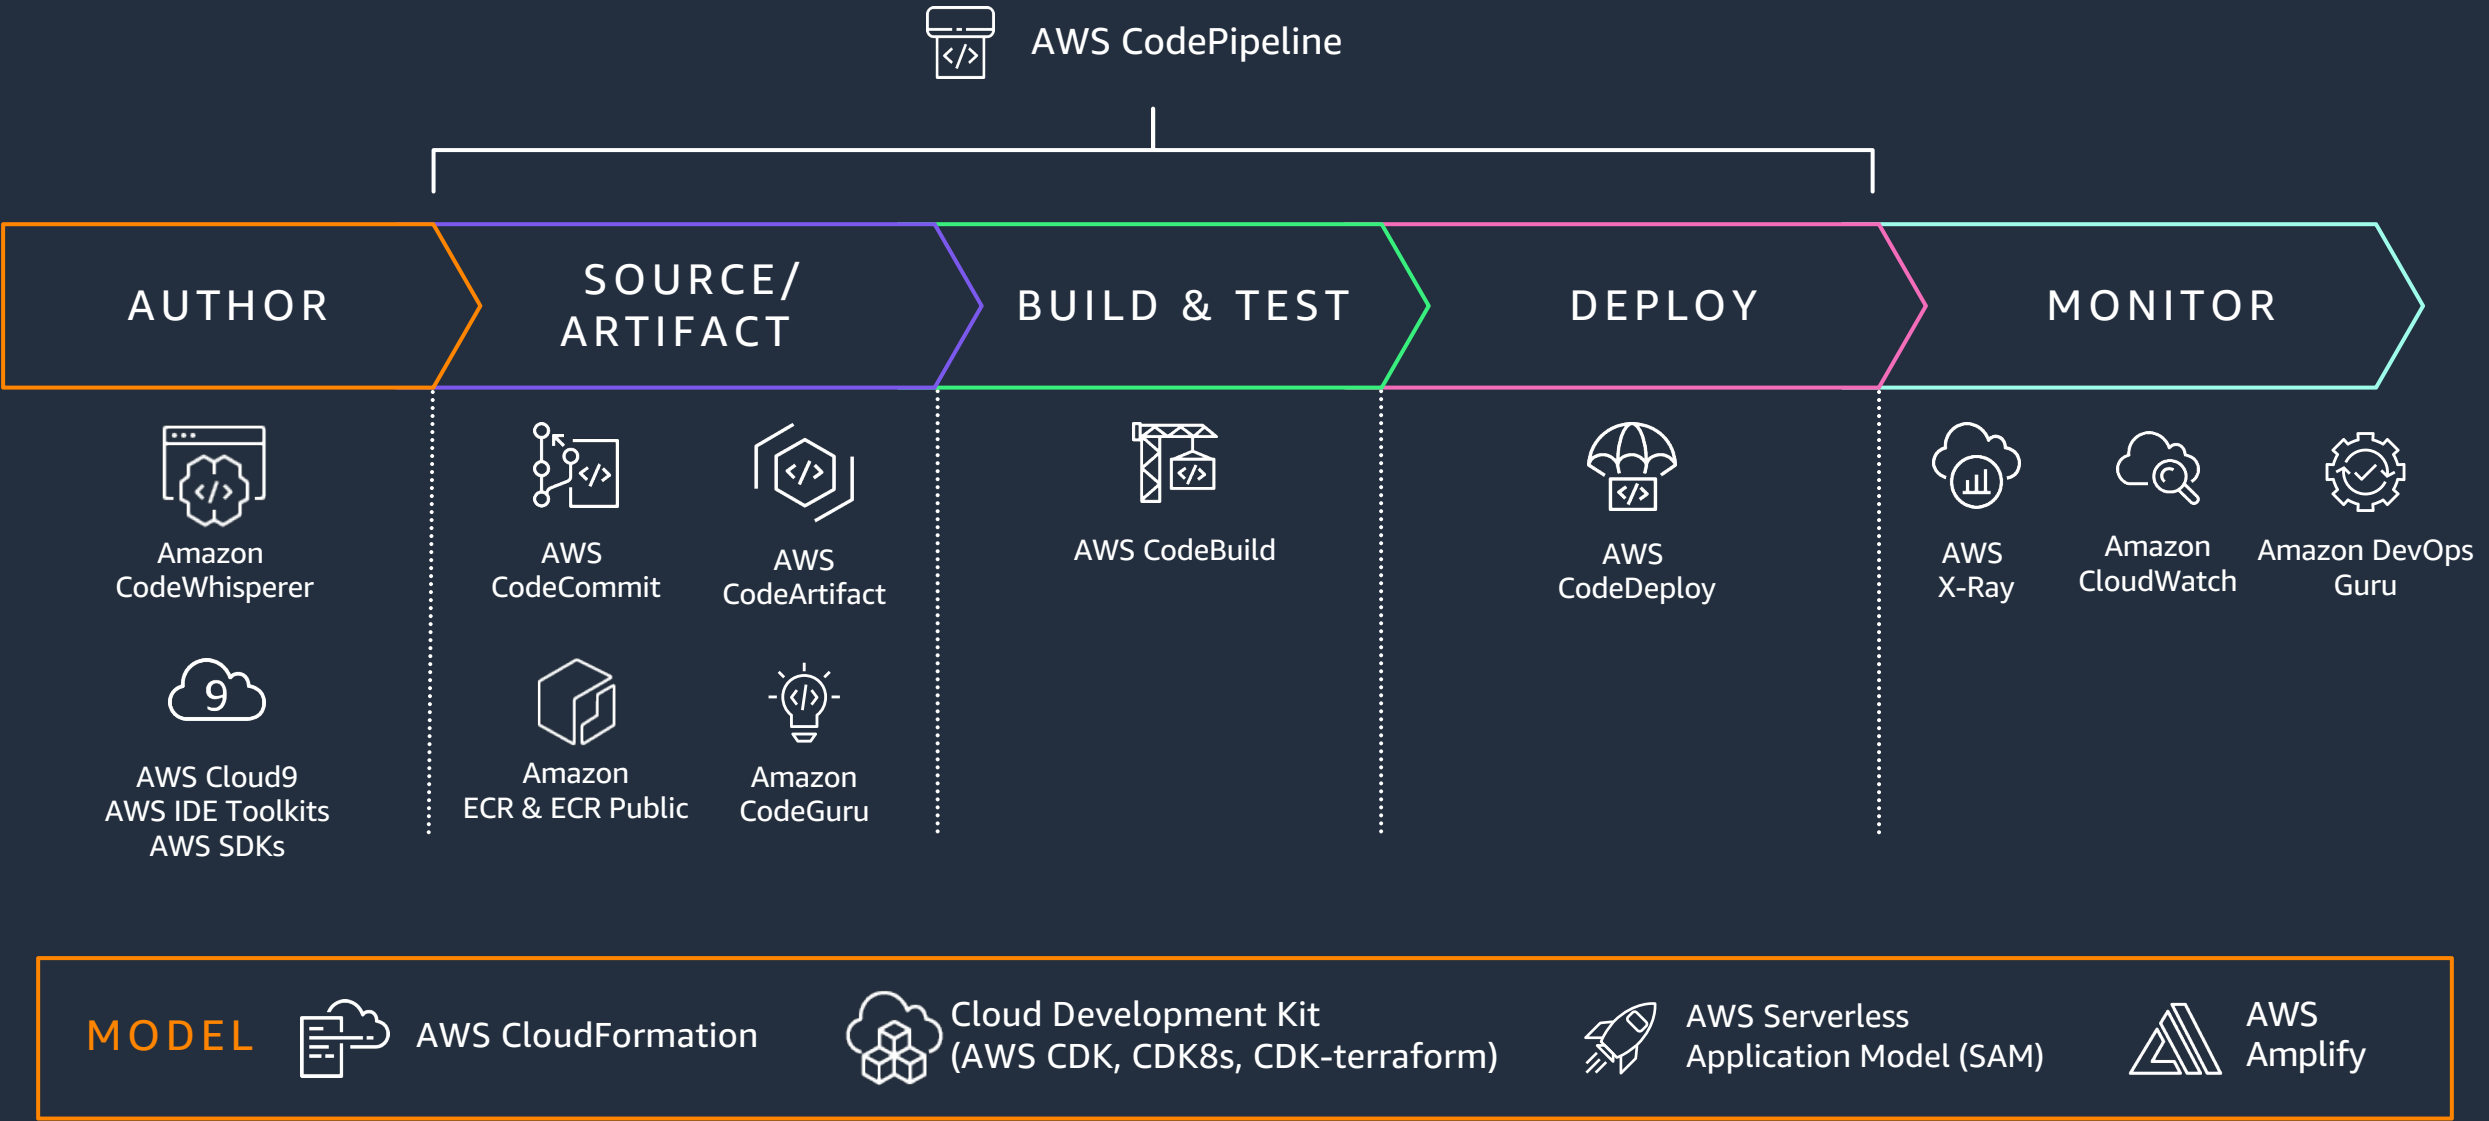 AWS CodePipeline
AUTHOR
SOURCE/
ARTIFACT
BUILD & TEST
DEPLOY
MONITOR
Amazon
CodeWhisperer
9
AWS Cloud9
AWS IDE Toolkits
AWS SDKs
AWS
CodeCommit
AWS
CodeArtifact
Amazon
ECR & ECR Public
Amazon
CodeGuru
AWS CodeBuild
AWS
CodeDeploy
AWS
X-Ray
Amazon
CloudWatch
Amazon DevOps
Guru
MODEL
AWS CloudFormation
Cloud Development Kit
(AWS CDK, CDK8s, CDK-terraform)
AWS Serverless
Application Model (SAM)
AWS
Amplify